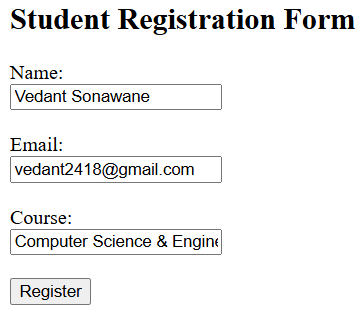 Student Registration Form
Name:
Vedant Sonawane
Email:
vedant2418@gmail.com
Course:
Computer Science & Engine
Register